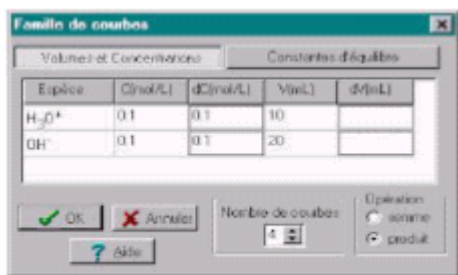 Famille de courbes
Volumes et Concentrations Constantes d'équilibre
Espèce C(mol/L) dC(mol/L) V(mL) dV(mL)
H₃O⁺ 0.1 0.1 10
OH⁻ 0.1 0.1 20
OK Annuler Aide
Nombre de courbes
4
Opération
somme
produit